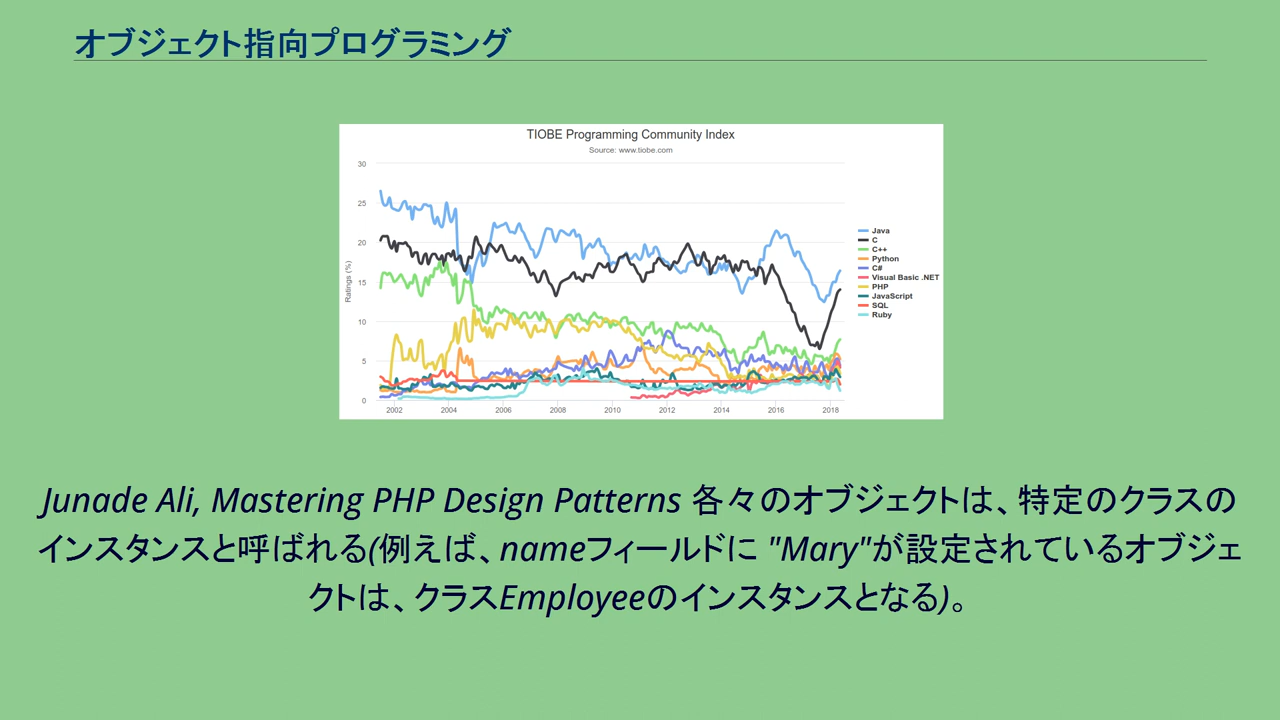 オブジェクト指向プログラミング
TIOBE Programming Community Index
Source: www.tiobe.com
Ratings (%)
30
25
20
15
10
5
0
2002 2004 2006 2008 2010 2012 2014 2016 2018
Java
C
C++
Python
C#
Visual Basic .NET
PHP
JavaScript
SQL
Ruby
Junade Ali, Mastering PHP Design Patterns 各々のオブジェクトは、特定のクラスの
インスタンスと呼ばれる(例えば、nameフィールドに "Mary"が設定されているオブジェ
クトは、クラスEmployeeのインスタンスとなる)。